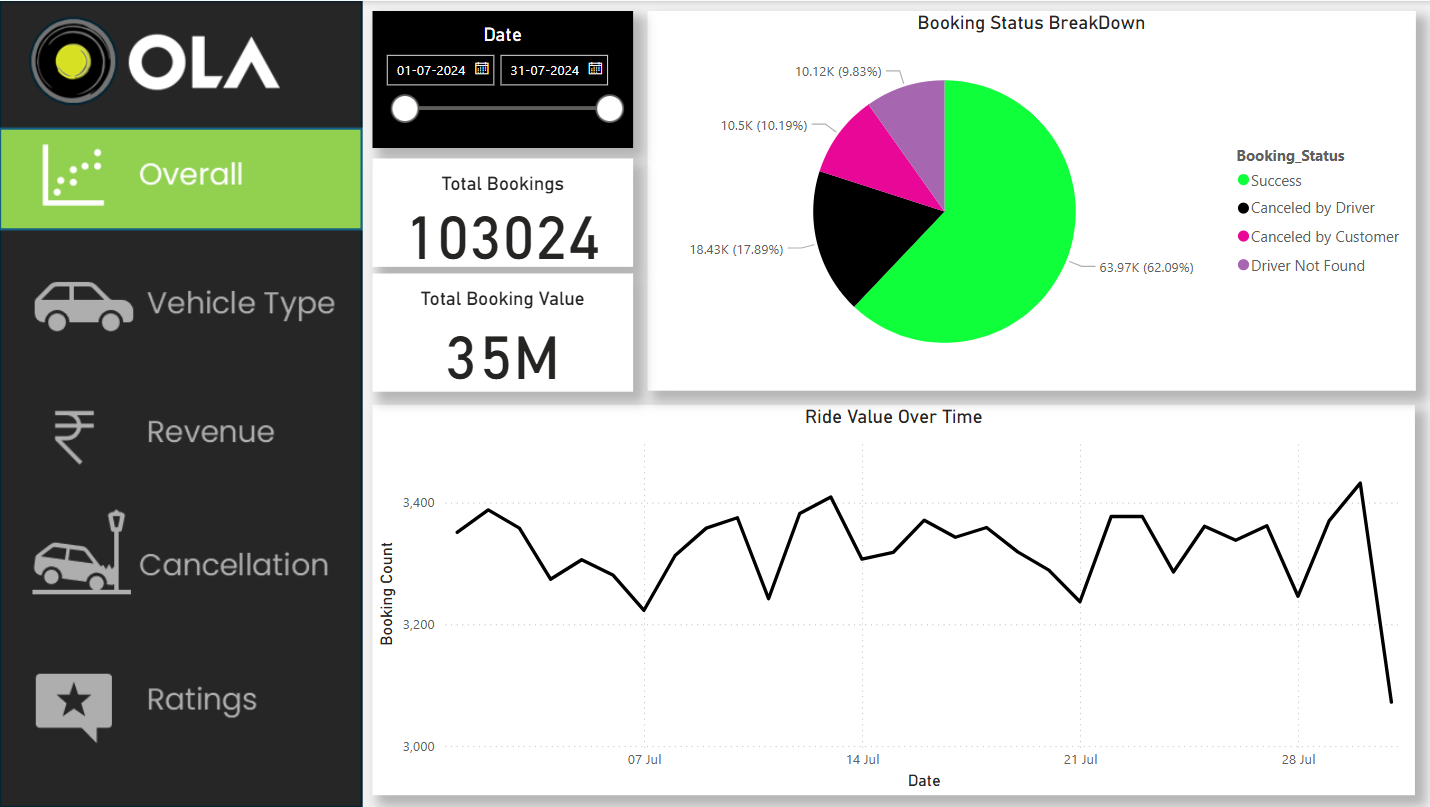 OLA
Overall
Vehicle Type
Revenue
Cancellation
Ratings
Date
01-07-2024 31-07-2024
Total Bookings
103024
Total Booking Value
35M
Booking Status BreakDown
10.12K (9.83%)
10.5K (10.19%)
18.43K (17.89%)
63.97K (62.09%)
Booking_Status
Success
Canceled by Driver
Canceled by Customer
Driver Not Found
Ride Value Over Time
Booking Count
3,400
3,200
3,000
07 Jul 14 Jul 21 Jul 28 Jul
Date